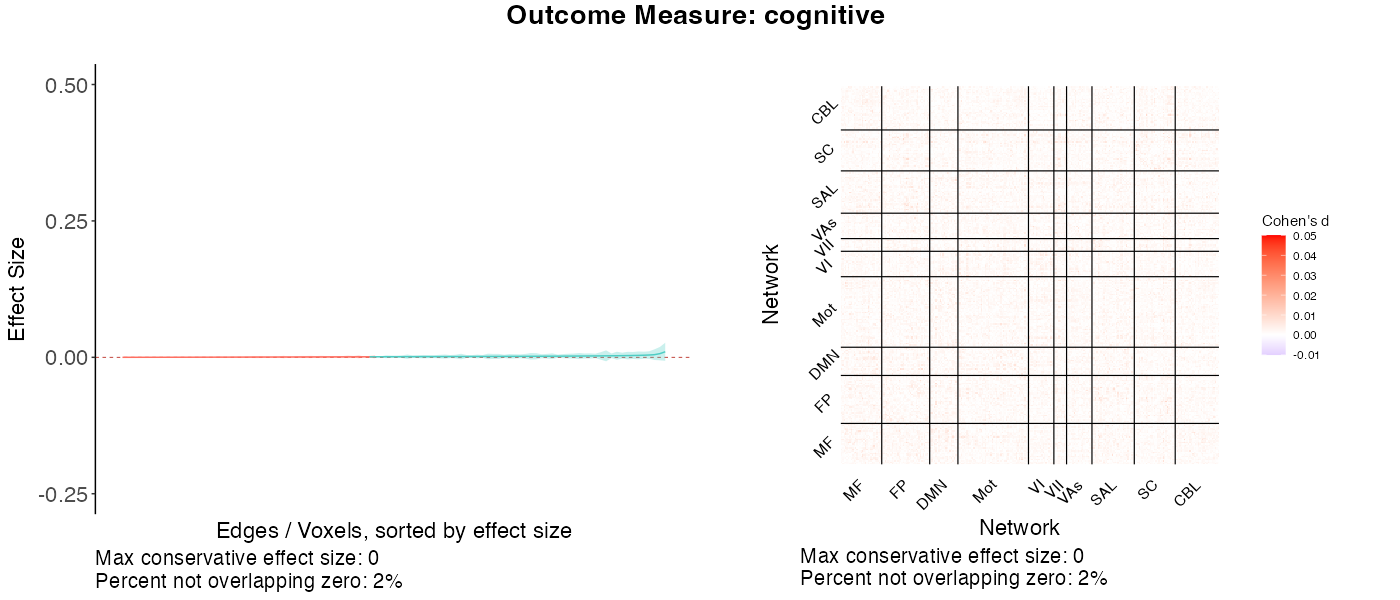 Outcome Measure: cognitive
Effect Size
0.50
0.25
0.00
-0.25
Edges / Voxels, sorted by effect size
Max conservative effect size: 0
Percent not overlapping zero: 2%
Network
CBL
SC
SAL
VAs
VII
VI
Mot
DMN
FP
MF
MF
FP
DMN
Mot
VI
VII
VAs
SAL
SC
CBL
Network
Max conservative effect size: 0
Percent not overlapping zero: 2%
Cohen's d
0.05
0.04
0.03
0.02
0.01
0.00
-0.01